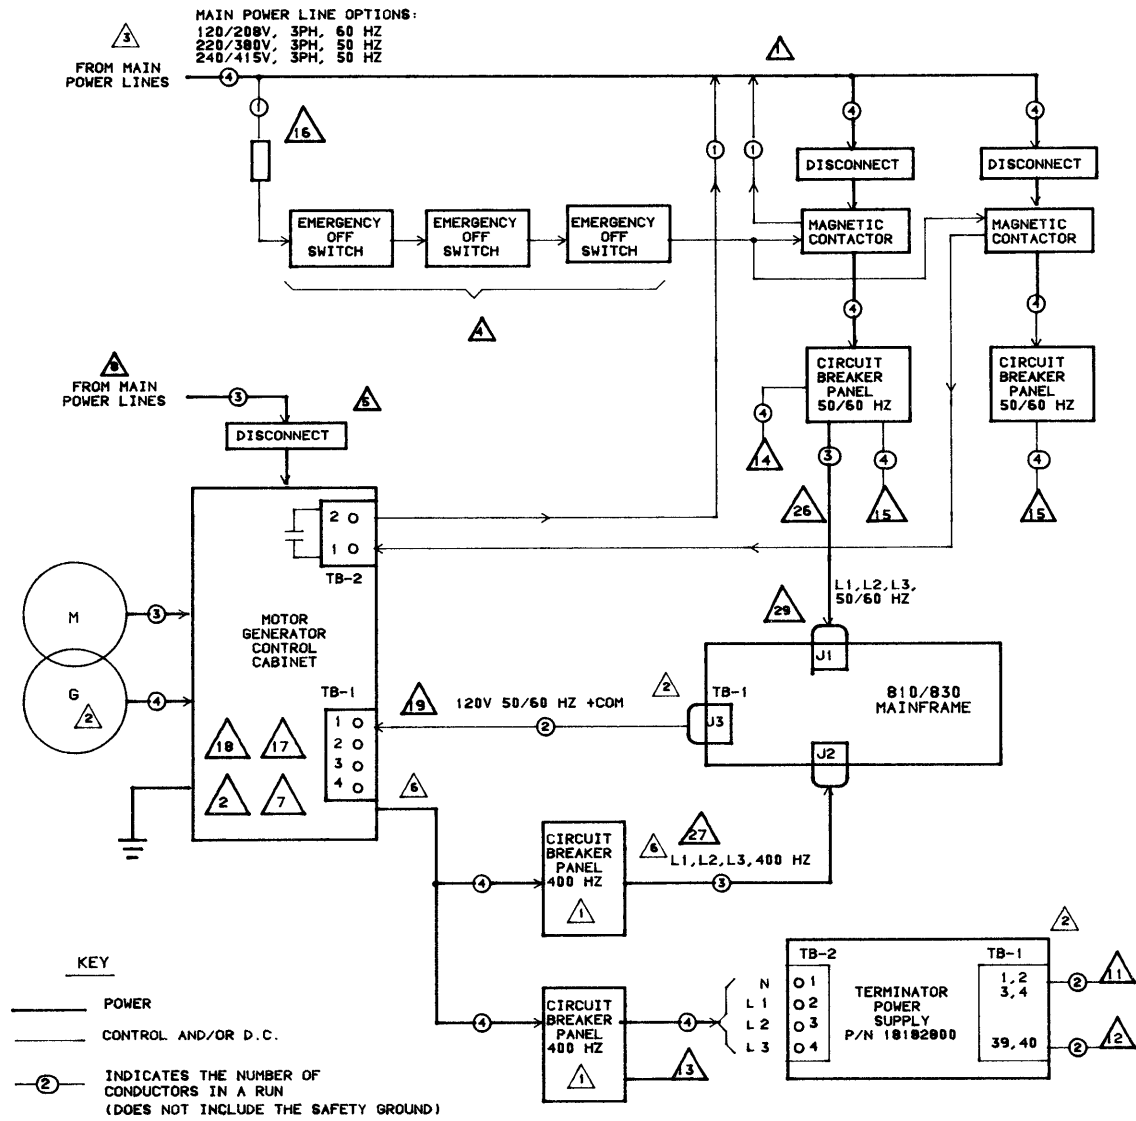 MAIN POWER LINE OPTIONS:
120/208V, 3PH, 60 HZ
220/380V, 3PH, 50 HZ
240/415V, 3PH, 50 HZ
3
FROM MAIN
POWER LINES
4
1
1
16
EMERGENCY
OFF
SWITCH
EMERGENCY
OFF
SWITCH
EMERGENCY
OFF
SWITCH
4
1
1
4
4
DISCONNECT
DISCONNECT
MAGNETIC
CONTACTOR
MAGNETIC
CONTACTOR
4
4
CIRCUIT
BREAKER
PANEL
50/60 HZ
CIRCUIT
BREAKER
PANEL
50/60 HZ
4
14
3
4
15
4
15
26
FROM MAIN
POWER LINES
3
5
DISCONNECT
2
1
TB-2
M
3
G
2
4
MOTOR
GENERATOR
CONTROL
CABINET
TB-1
1
2
3
4
18
17
2
7
19
120V 50/60 HZ +COM
2
6
29
L1,L2,L3,
50/60 HZ
J1
2
TB-1
J3
J2
810/830
MAINFRAME
4
CIRCUIT
BREAKER
PANEL
400 HZ
1
6
27
L1,L2,L3,400 HZ
3
4
CIRCUIT
BREAKER
PANEL
400 HZ
1
4
13
N
L1
L2
L3
TB-2
1
2
3
4
TERMINATOR
POWER
SUPPLY
P/N 18182800
TB-1
1,2
3,4
39,40
2
2
11
2
12
KEY
POWER
CONTROL AND/OR D.C.
2
INDICATES THE NUMBER OF
CONDUCTORS IN A RUN
(DOES NOT INCLUDE THE SAFETY GROUND)